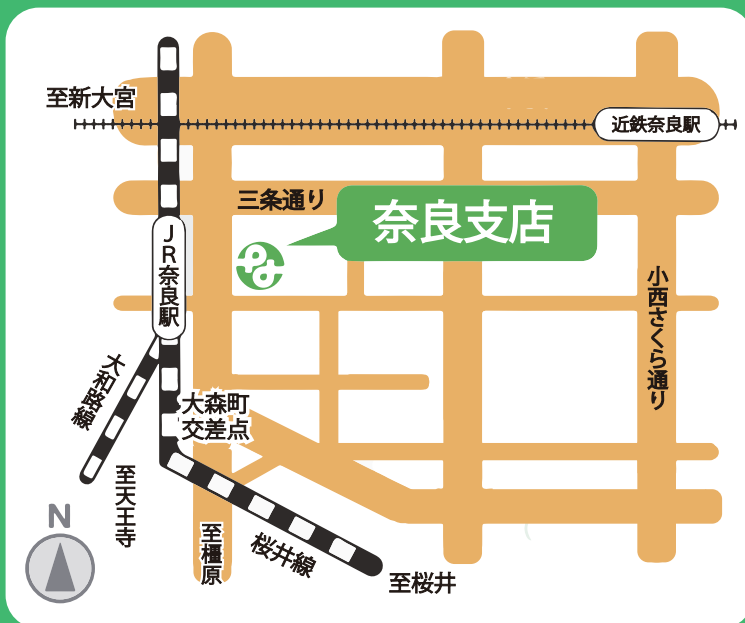 至新大宮
近鉄奈良駅
三条通り
奈良支店
JR奈良駅
小西さくら通り
大和路線
大森町
交差点
至天王寺
N
至橿原
桜井線
至桜井